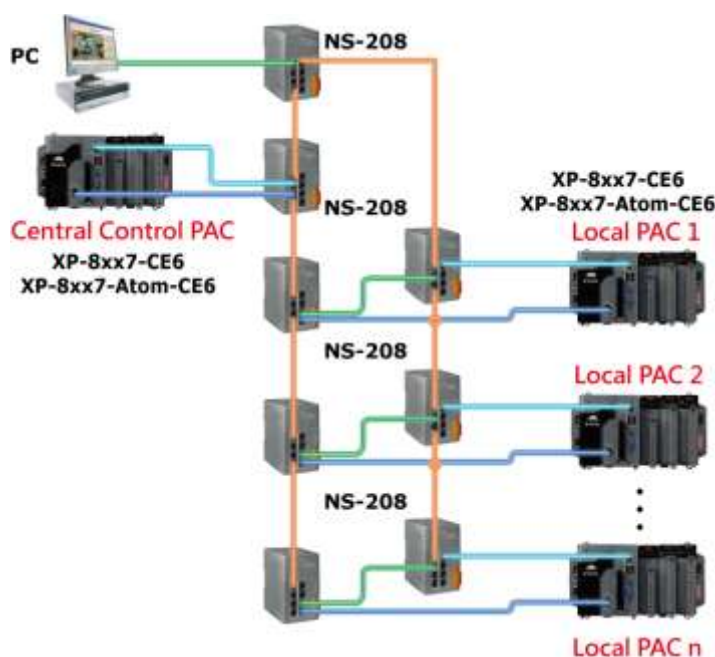 PC
NS-208
NS-208
Central Control PAC
XP-8xx7-CE6
XP-8xx7-Atom-CE6
XP-8xx7-CE6
XP-8xx7-Atom-CE6
Local PAC 1
NS-208
Local PAC 2
NS-208
Local PAC n